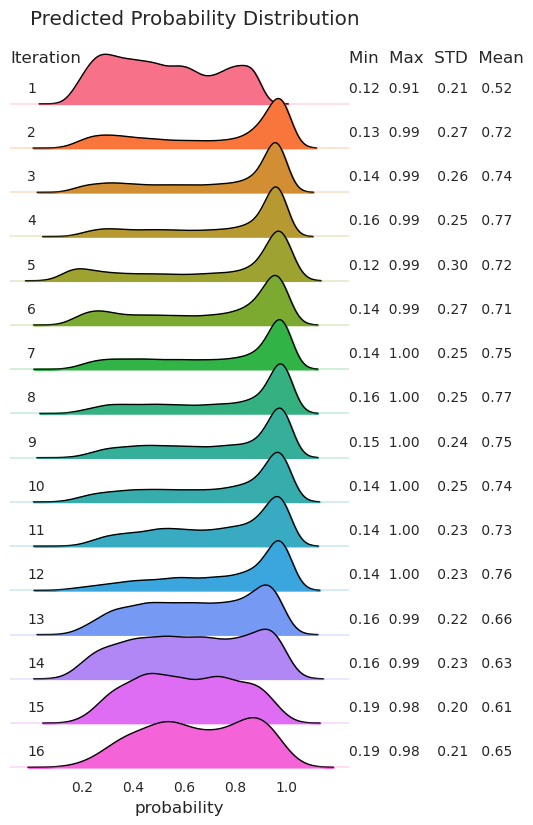 Predicted Probability Distribution
Iteration Min Max STD Mean
1 0.12 0.91 0.21 0.52
2 0.13 0.99 0.27 0.72
3 0.14 0.99 0.26 0.74
4 0.16 0.99 0.25 0.77
5 0.12 0.99 0.30 0.72
6 0.14 0.99 0.27 0.71
7 0.14 1.00 0.25 0.75
8 0.16 1.00 0.25 0.77
9 0.15 1.00 0.24 0.75
10 0.14 1.00 0.25 0.74
11 0.14 1.00 0.23 0.73
12 0.14 1.00 0.23 0.76
13 0.16 0.99 0.22 0.66
14 0.16 0.99 0.23 0.63
15 0.19 0.98 0.20 0.61
16 0.19 0.98 0.21 0.65
0.2 0.4 0.6 0.8 1.0
probability